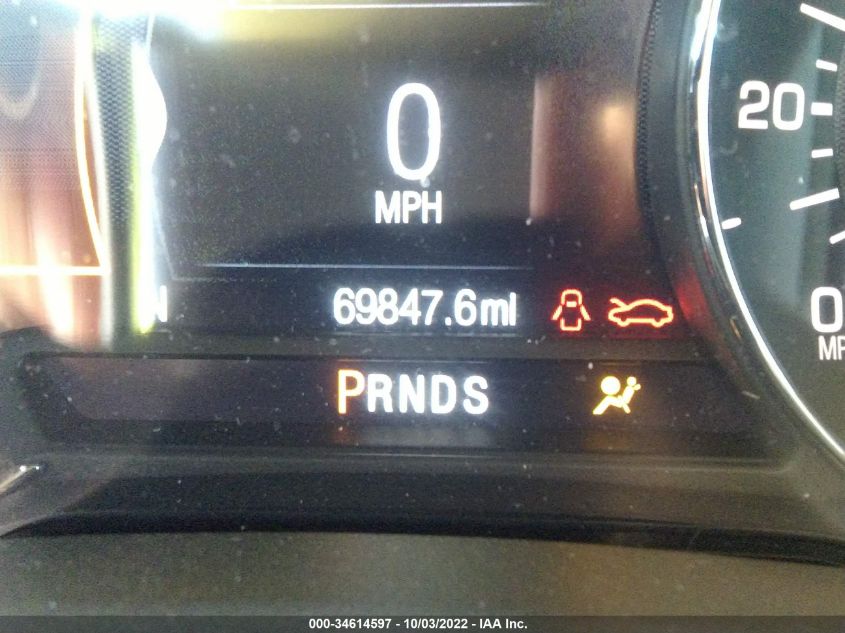 0
MPH
20
69847.6mi
0
PRNDS
000-34614597 - 10/03/2022 - IAA Inc.